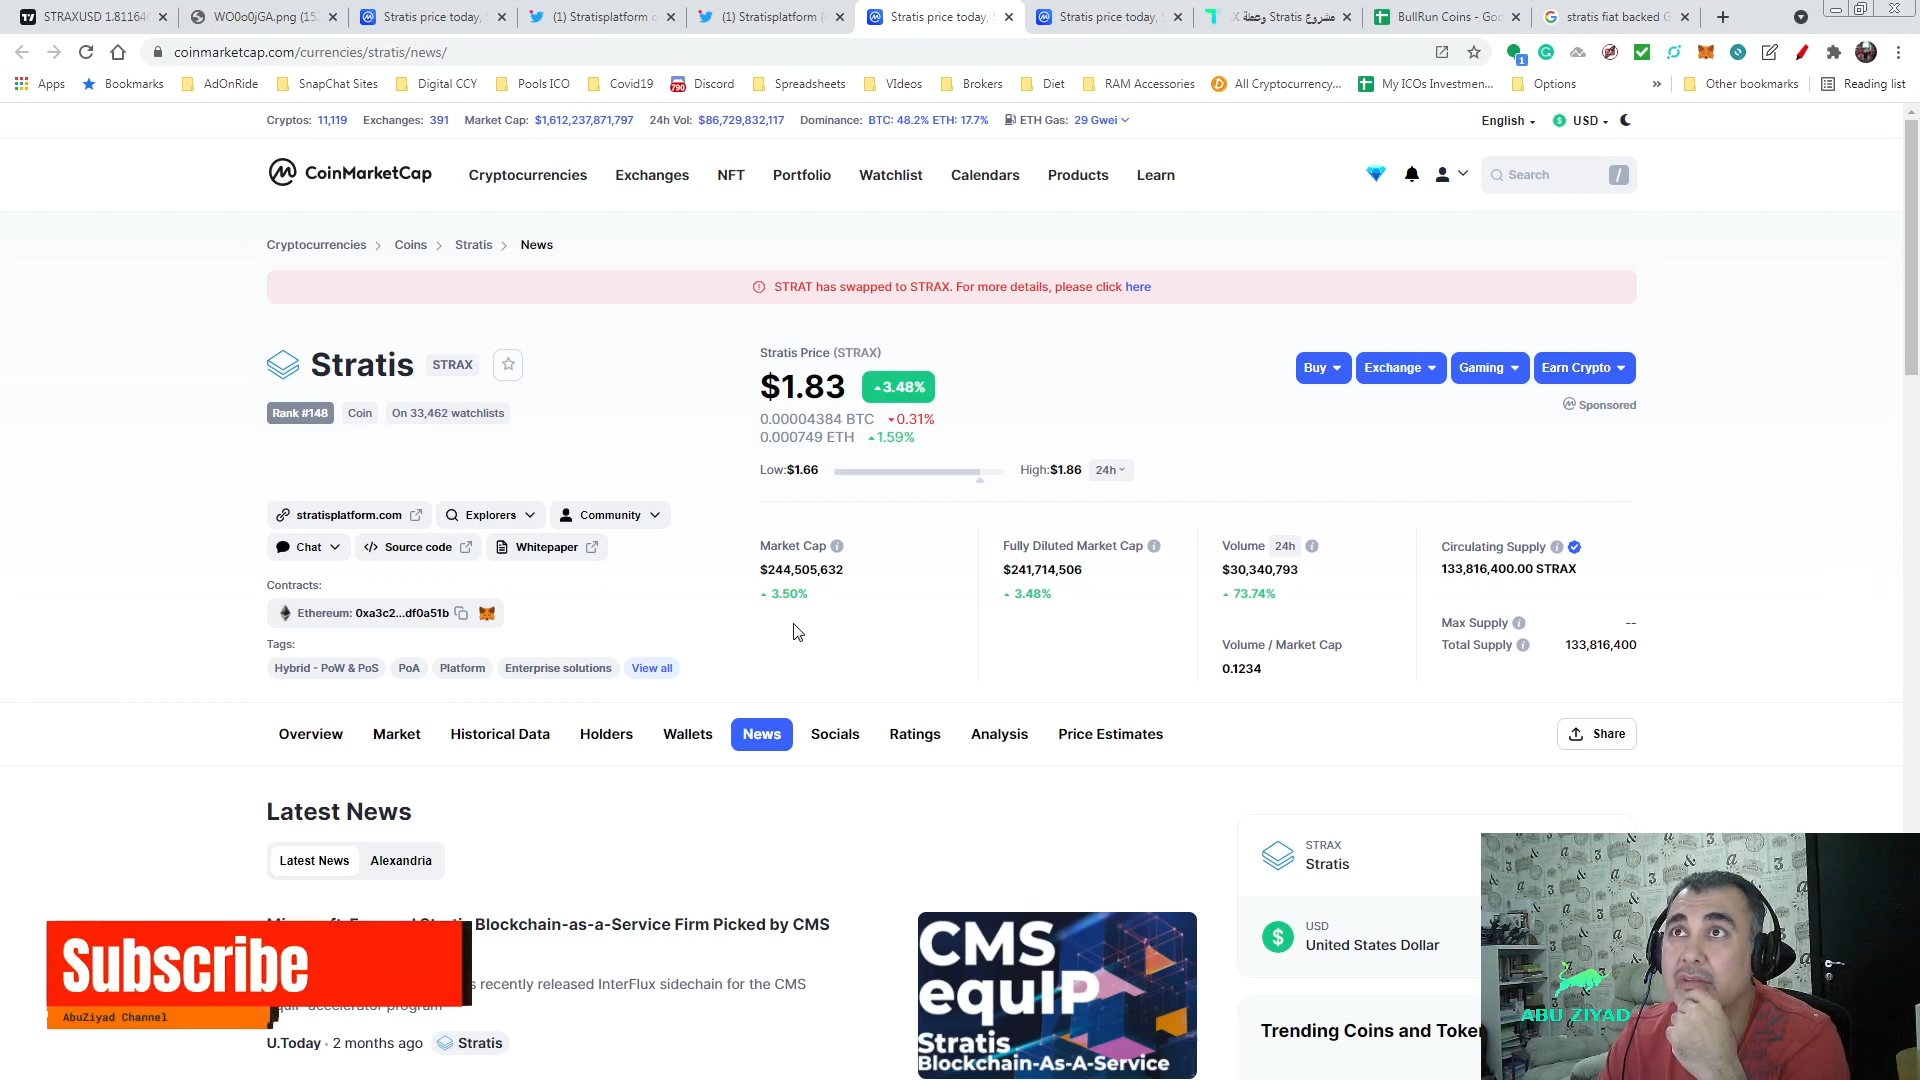 STRAXUSD 1.81164
WO0o0jGA.png (15
Stratis price today,
(1) Stratisplatform
(1) Stratisplatform
Stratis price today,
Stratis price today,
مشروع Stratis وعملة X
BullRun Coins - Goo
stratis fiat backed
coinmarketcap.com/currencies/stratis/news/
Apps
Bookmarks
AdOnRide
SnapChat Sites
Digital CCY
Pools ICO
Covid19
790
Discord
Spreadsheets
VIdeos
Brokers
Diet
RAM Accessories
All Cryptocurrency...
My ICOs Investmen...
Options
»
Other bookmarks
Reading list
Cryptos: 11,119 Exchanges: 391 Market Cap: $1,612,237,871,797 24h Vol: $86,729,832,117 Dominance: BTC: 48.2% ETH: 17.7% ETH Gas: 29 Gwei
English
USD
CoinMarketCap
Cryptocurrencies Exchanges NFT Portfolio Watchlist Calendars Products Learn
Search /
Cryptocurrencies > Coins > Stratis > News
STRAT has swapped to STRAX. For more details, please click here
Stratis STRAX
Rank #148 Coin On 33,462 watchlists
Stratis Price (STRAX)
$1.83 3.48%
0.00004384 BTC 0.31%
0.000749 ETH 1.59%
Low:$1.66 High:$1.86 24h
Buy Exchange Gaming Earn Crypto
Sponsored
stratisplatform.com Explorers Community
Chat Source code Whitepaper
Contracts:
Ethereum: 0xa3c2...df0a51b
Tags:
Hybrid - PoW & PoS PoA Platform Enterprise solutions View all
Market Cap
$244,505,632
3.50%
Fully Diluted Market Cap
$241,714,506
3.48%
Volume 24h
$30,340,793
73.74%
Volume / Market Cap
0.1234
Circulating Supply
133,816,400.00 STRAX
Max Supply --
Total Supply 133,816,400
Overview Market Historical Data Holders Wallets News Socials Ratings Analysis Price Estimates
Share
Latest News
Latest News Alexandria
Blockchain-as-a-Service Firm Picked by CMS
recently released InterFlux sidechain for the CMS
U.Today · 2 months ago Stratis
CMS
equIP
Stratis
Blockchain-As-A-Service
STRAX
Stratis
USD
United States Dollar
Trending Coins and Token
Subscribe
AbuZiyad Channel
ABU ZIYAD